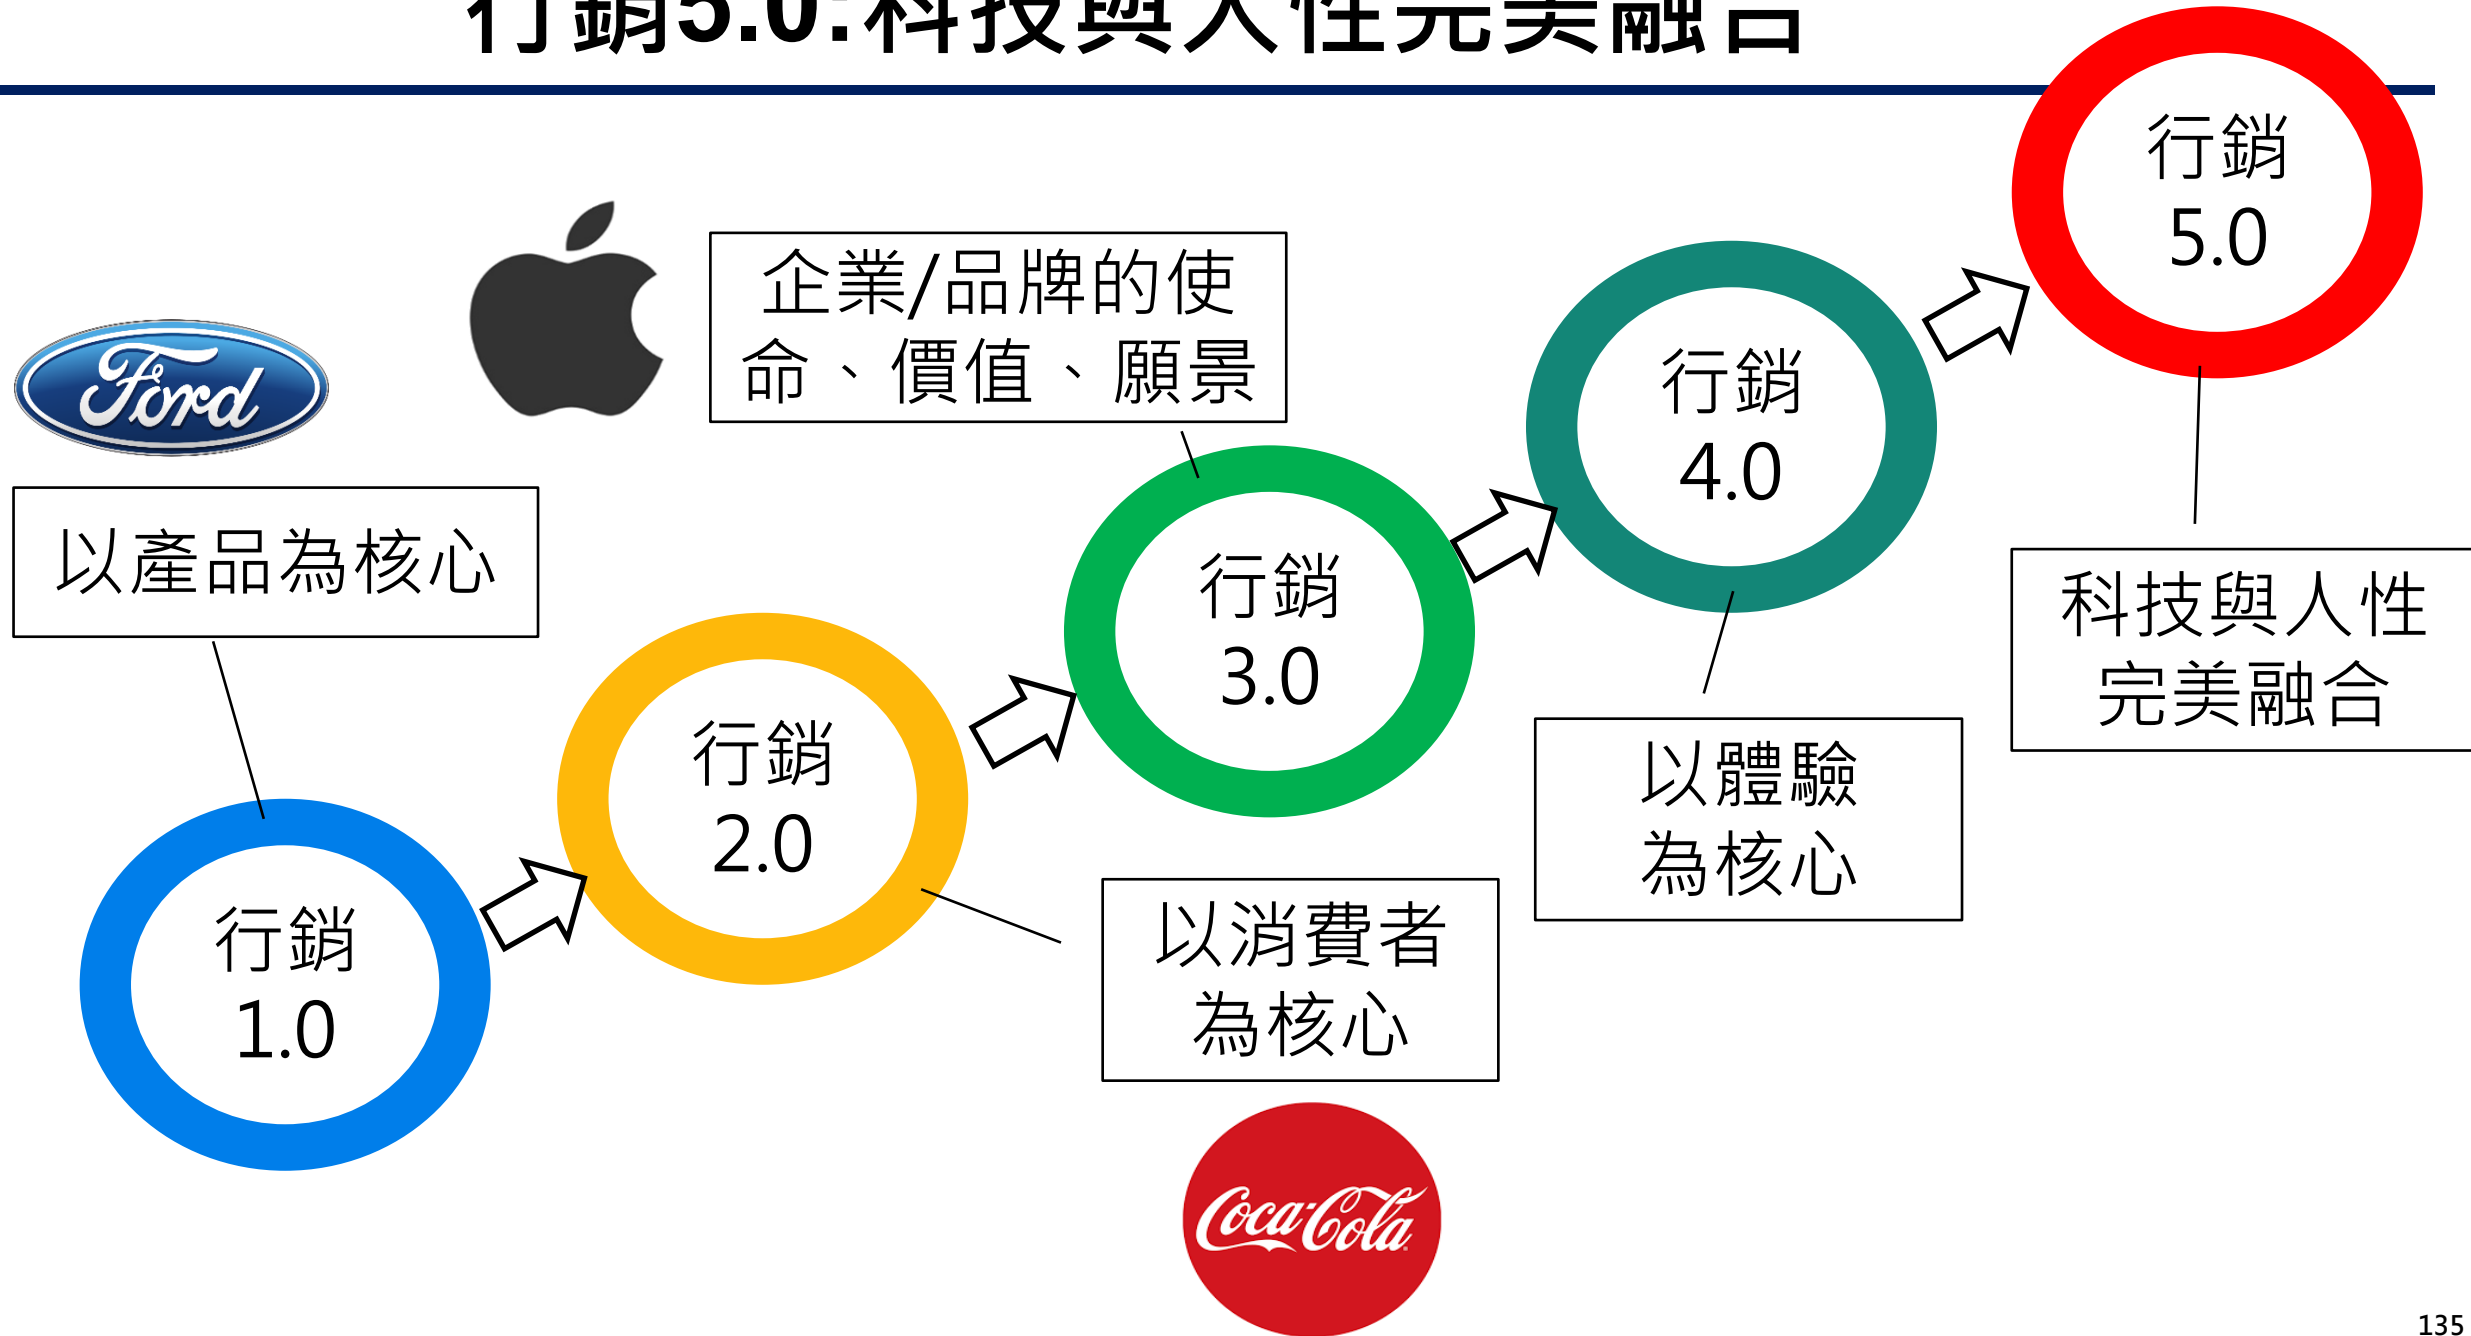 行銷5.0:科技與人性完美融合
Ford
以產品為核心
行銷
1.0
行銷
2.0
以消費者
為核心
Coca-Cola
企業/品牌的使
命、價值、願景
行銷
3.0
行銷
4.0
以體驗
為核心
行銷
5.0
科技與人性
完美融合
135